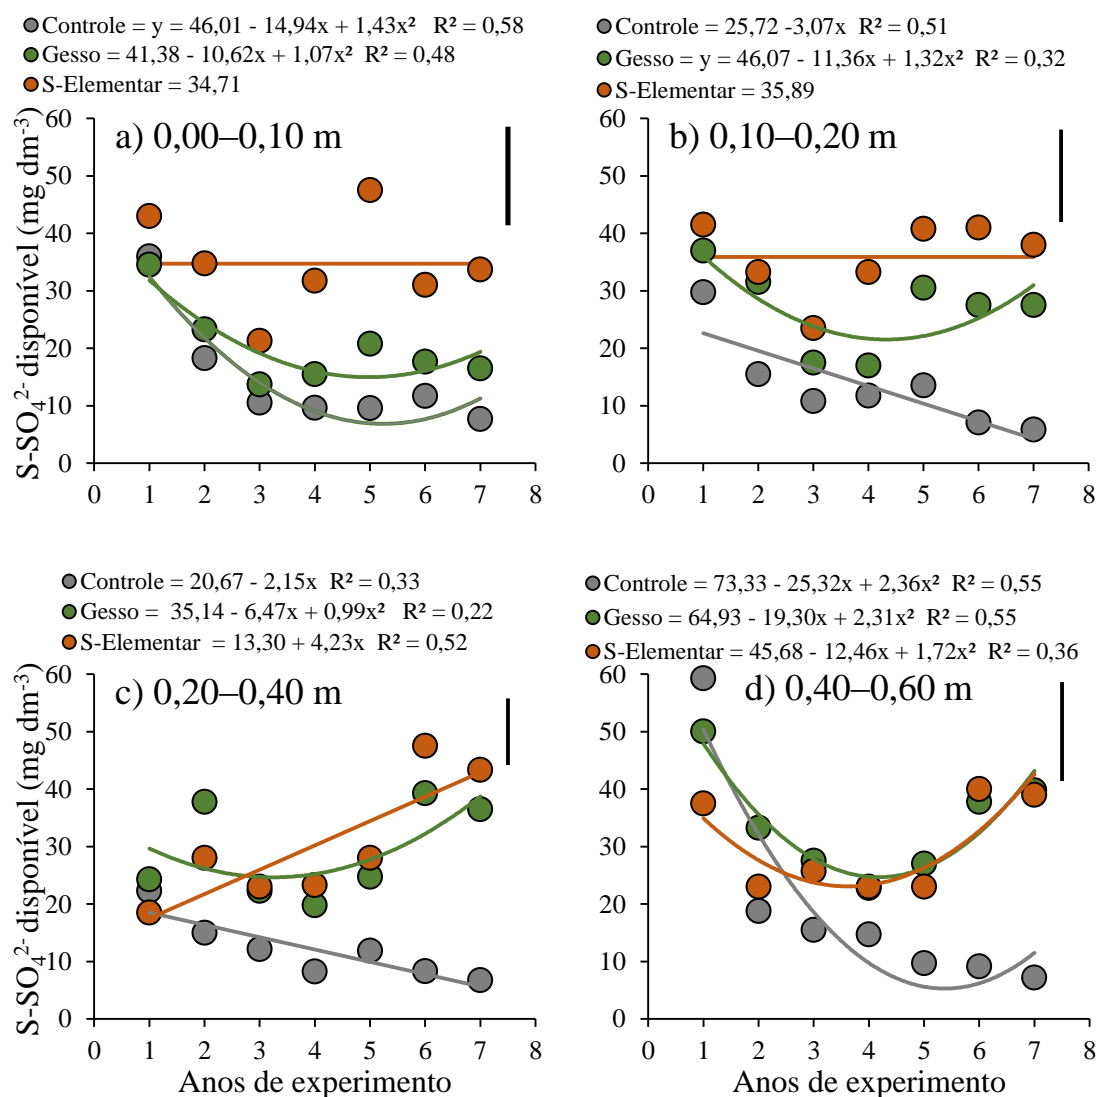 Controle = y = 46,01 - 14,94x + 1,43x² R² = 0,58
Gesso = 41,38 - 10,62x + 1,07x² R² = 0,48
S-Elementar = 34,71
a) 0,00–0,10 m
S-SO₄²⁻ disponível (mg dm⁻³)
60
50
40
30
20
10
0
0 1 2 3 4 5 6 7 8
Controle = 25,72 -3,07x R² = 0,51
Gesso = y = 46,07 - 11,36x + 1,32x² R² = 0,32
S-Elementar = 35,89
b) 0,10–0,20 m
60
50
40
30
20
10
0
0 1 2 3 4 5 6 7 8
Controle = 20,67 - 2,15x R² = 0,33
Gesso = 35,14 - 6,47x + 0,99x² R² = 0,22
S-Elementar = 13,30 + 4,23x R² = 0,52
c) 0,20–0,40 m
S-SO₄²⁻ disponível (mg dm⁻³)
60
50
40
30
20
10
0
0 1 2 3 4 5 6 7 8
Anos de experimento
Controle = 73,33 - 25,32x + 2,36x² R² = 0,55
Gesso = 64,93 - 19,30x + 2,31x² R² = 0,55
S-Elementar = 45,68 - 12,46x + 1,72x² R² = 0,36
d) 0,40–0,60 m
60
50
40
30
20
10
0
0 1 2 3 4 5 6 7 8
Anos de experimento